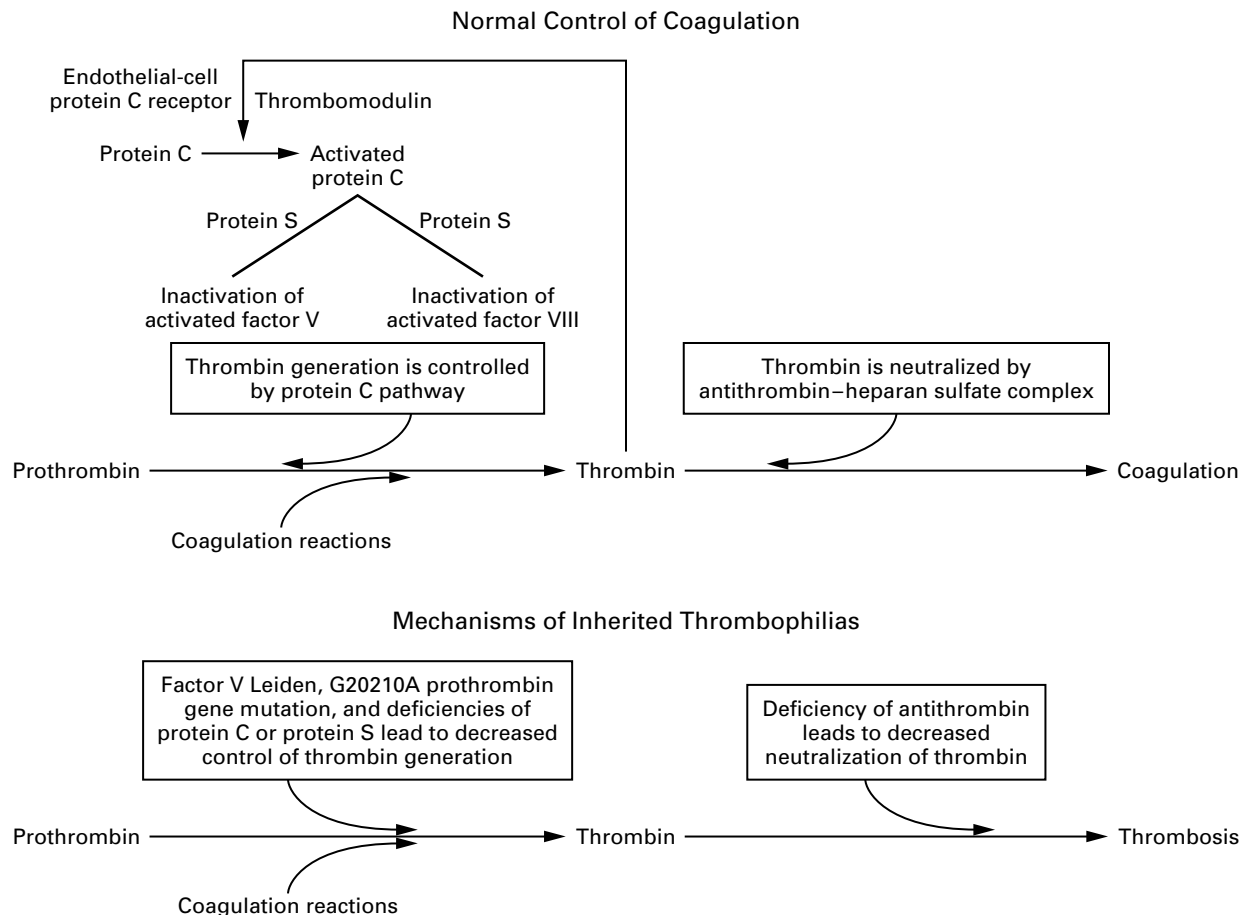 Normal Control of Coagulation
Endothelial-cell
protein C receptor
Thrombomodulin
Protein C
Activated
protein C
Protein S
Protein S
Inactivation of
activated factor V
Inactivation of
activated factor VIII
Thrombin generation is controlled
by protein C pathway
Thrombin is neutralized by
antithrombin–heparan sulfate complex
Prothrombin
Thrombin
Coagulation
Coagulation reactions
Mechanisms of Inherited Thrombophilias
Factor V Leiden, G20210A prothrombin
gene mutation, and deficiencies of
protein C or protein S lead to decreased
control of thrombin generation
Deficiency of antithrombin
leads to decreased
neutralization of thrombin
Prothrombin
Thrombin
Thrombosis
Coagulation reactions